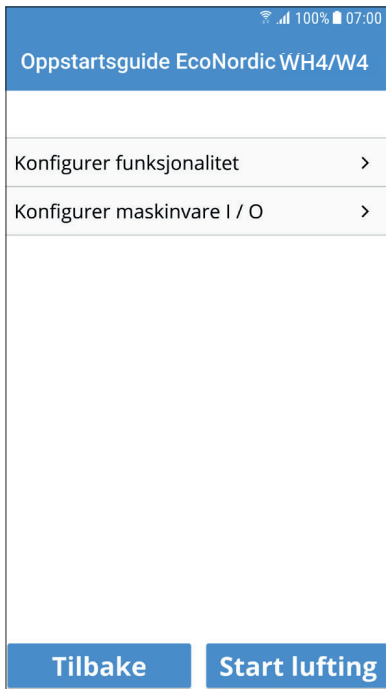 100% 07:00
Oppstartsguide EcoNordic WH4/W4
Konfigurer funksjonalitet
Konfigurer maskinvare I / O
Tilbake
Start lufting